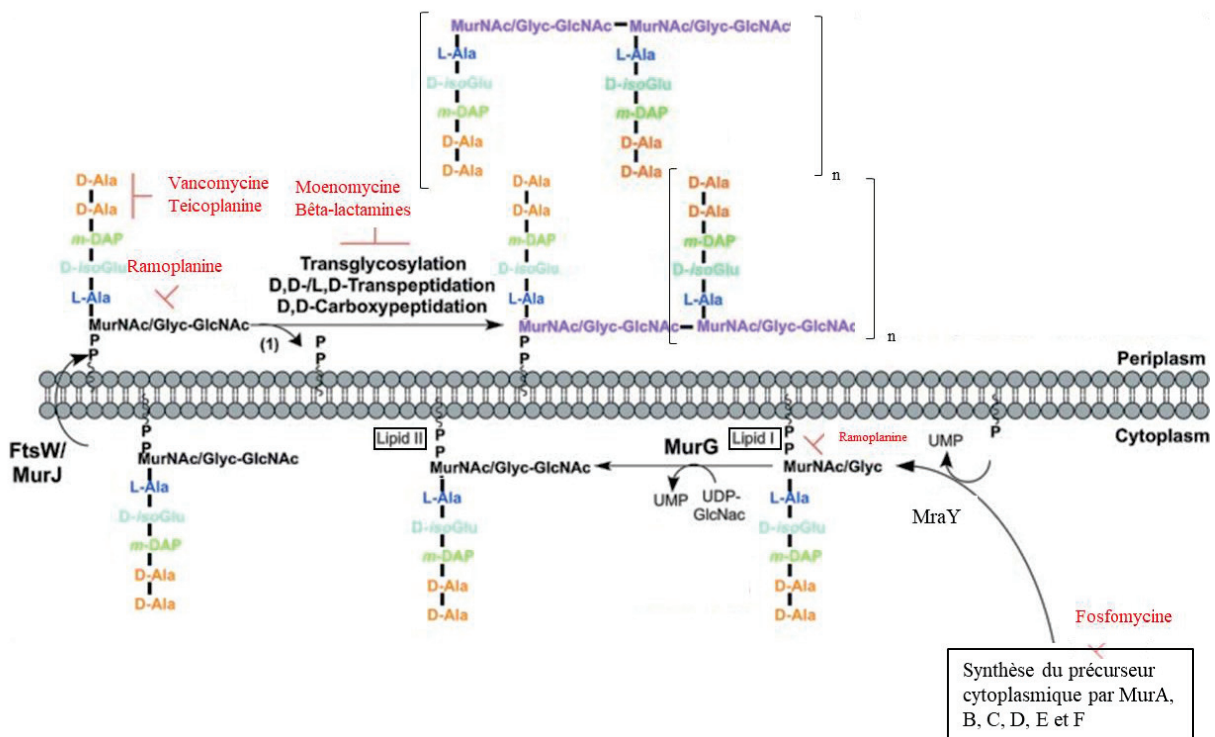 MurNAc/Glyc-GlcNAc
MurNAc/Glyc-GlcNAc
L-Ala
L-Ala
D-isoGlu
D-isoGlu
m-DAP
m-DAP
D-Ala
D-Ala
D-Ala
D-Ala
n
D-Ala
D-Ala
m-DAP
D-isoGlu
L-Ala
MurNAc/Glyc-GlcNAc
P
P
Vancomycine
Teicoplanine
Ramoplanine
Moenomycine
Bêta-lactamines
Transglycosylation
D,D-/L,D-Transpeptidation
D,D-Carboxypeptidation
(1)
P
P
D-Ala
D-Ala
m-DAP
D-isoGlu
L-Ala
MurNAc/Glyc-GlcNAc
P
P
D-Ala
D-Ala
m-DAP
D-isoGlu
L-Ala
MurNAc/Glyc-GlcNAc
n
Periplasm
Cytoplasm
FtsW/
MurJ
P
P
MurNAc/Glyc-GlcNAc
L-Ala
D-isoGlu
m-DAP
D-Ala
D-Ala
Lipid II
P
P
MurNAc/Glyc-GlcNAc
L-Ala
D-isoGlu
m-DAP
D-Ala
D-Ala
MurG
UMP
UDP-
GlcNac
Lipid I
P
P
Ramoplanine
MurNAc/Glyc
L-Ala
D-isoGlu
m-DAP
D-Ala
D-Ala
UMP
P
MraY
Fosfomycine
Synthèse du précurseur
cytoplasmique par MurA,
B, C, D, E et F